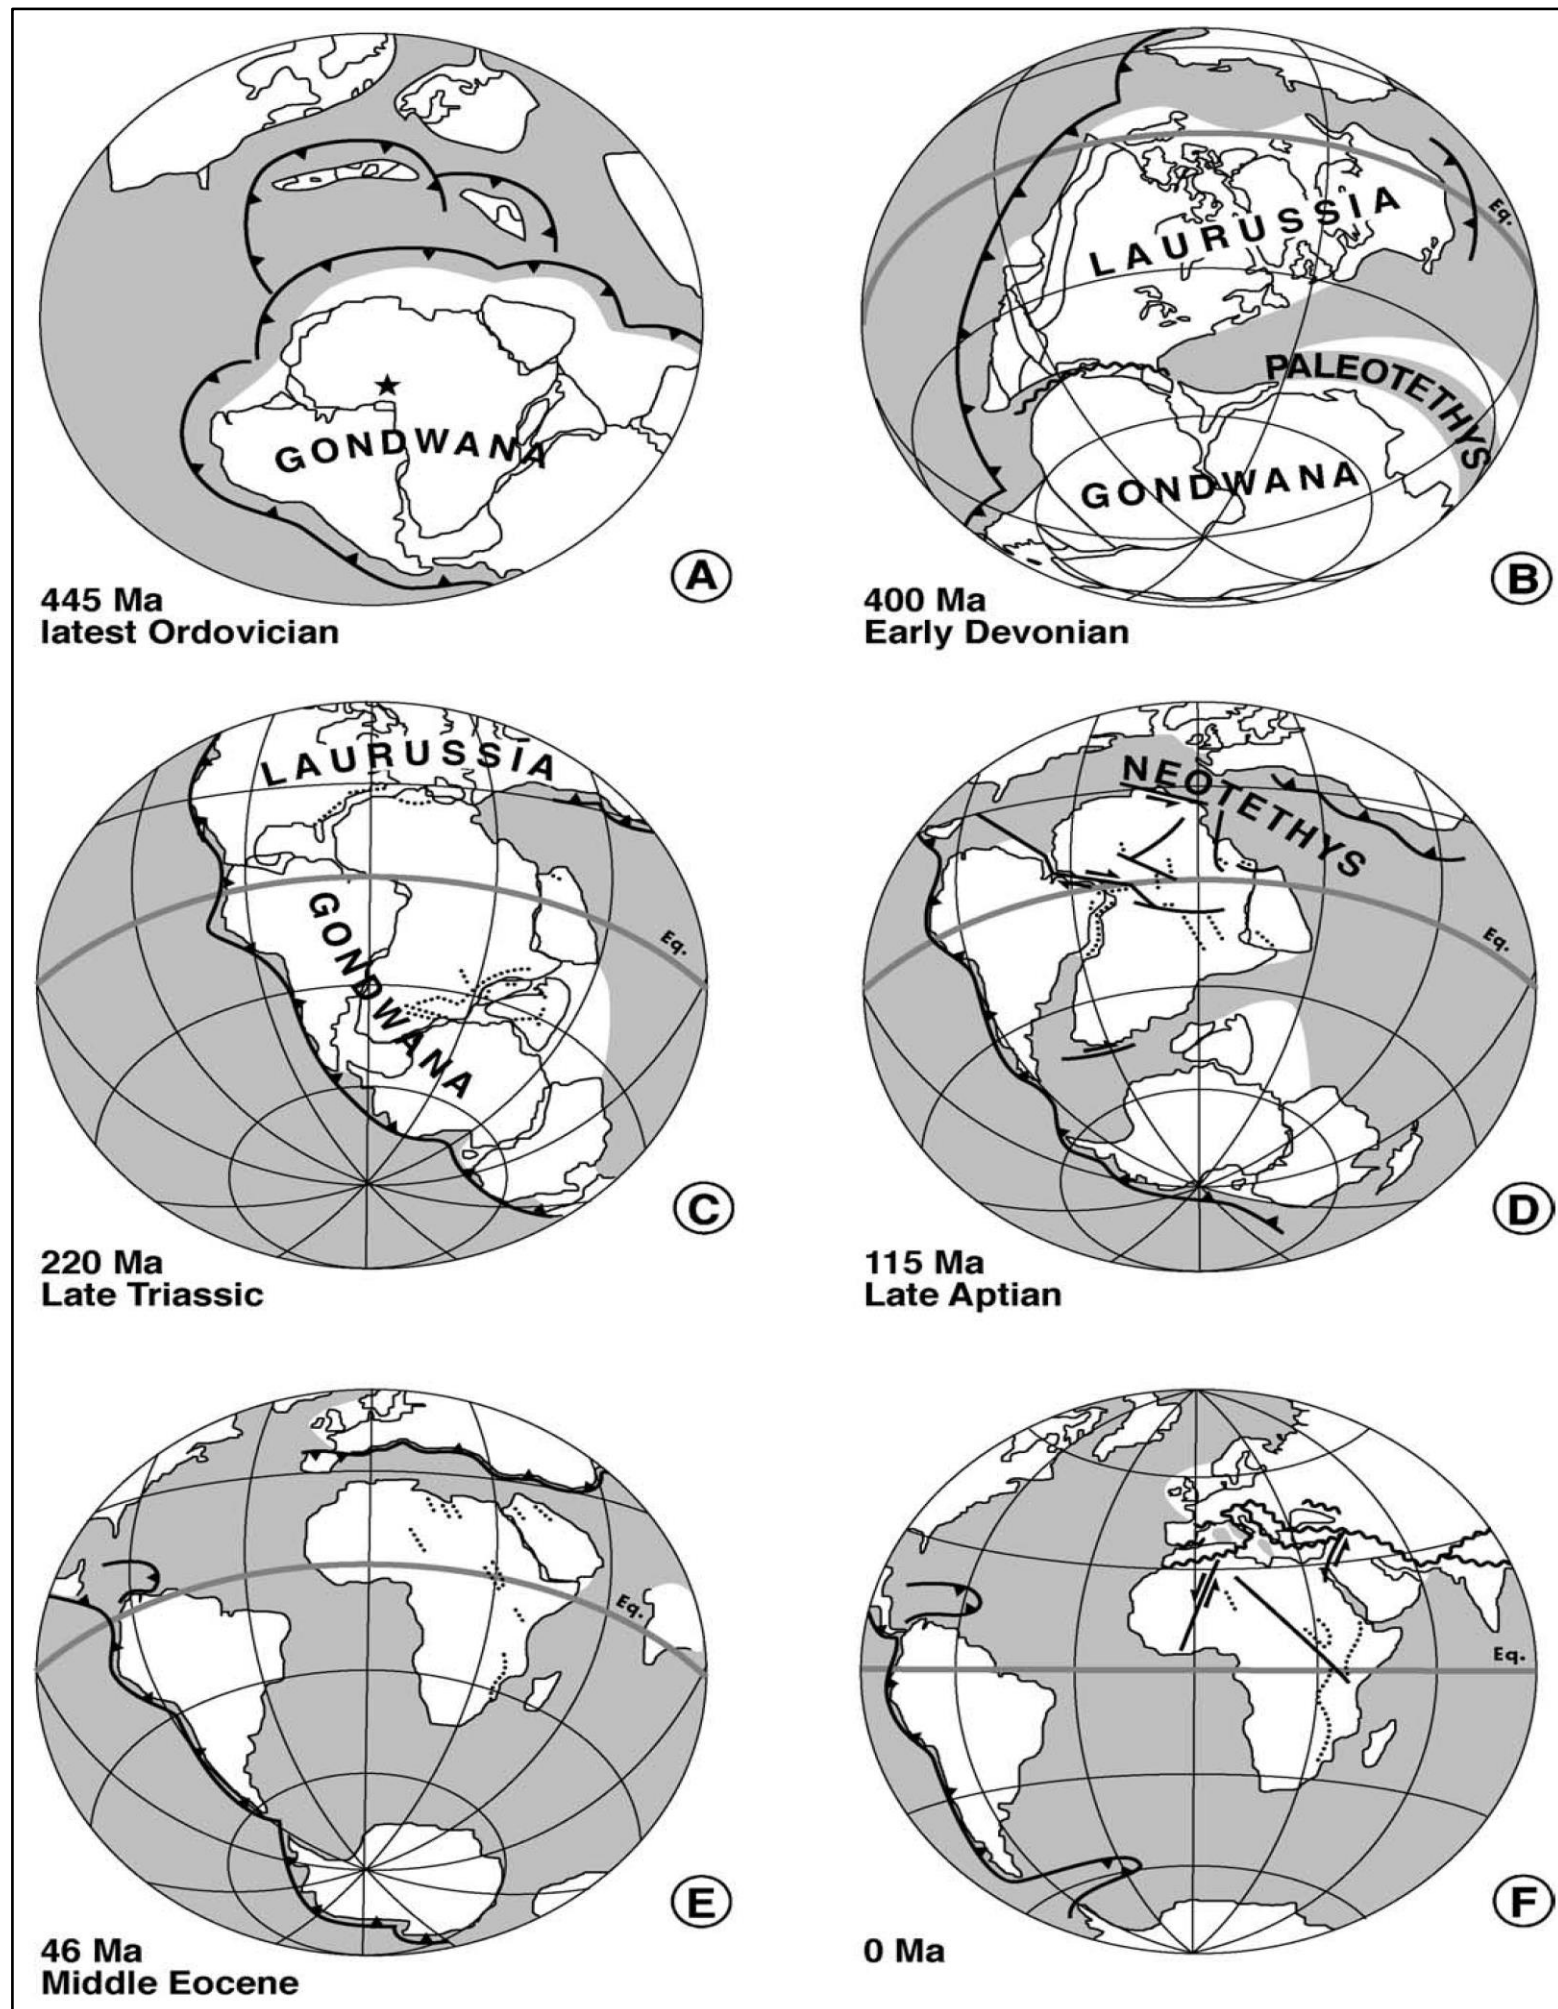 GONDWANA
A
445 Ma
latest Ordovician
LAURUSSIA
Eq.
PALEOTETHYS
GONDWANA
B
400 Ma
Early Devonian
LAURUSSIA
GONDWANA
Eq.
C
220 Ma
Late Triassic
NEOTETHYS
Eq.
D
115 Ma
Late Aptian
Eq.
E
46 Ma
Middle Eocene
Eq.
F
0 Ma